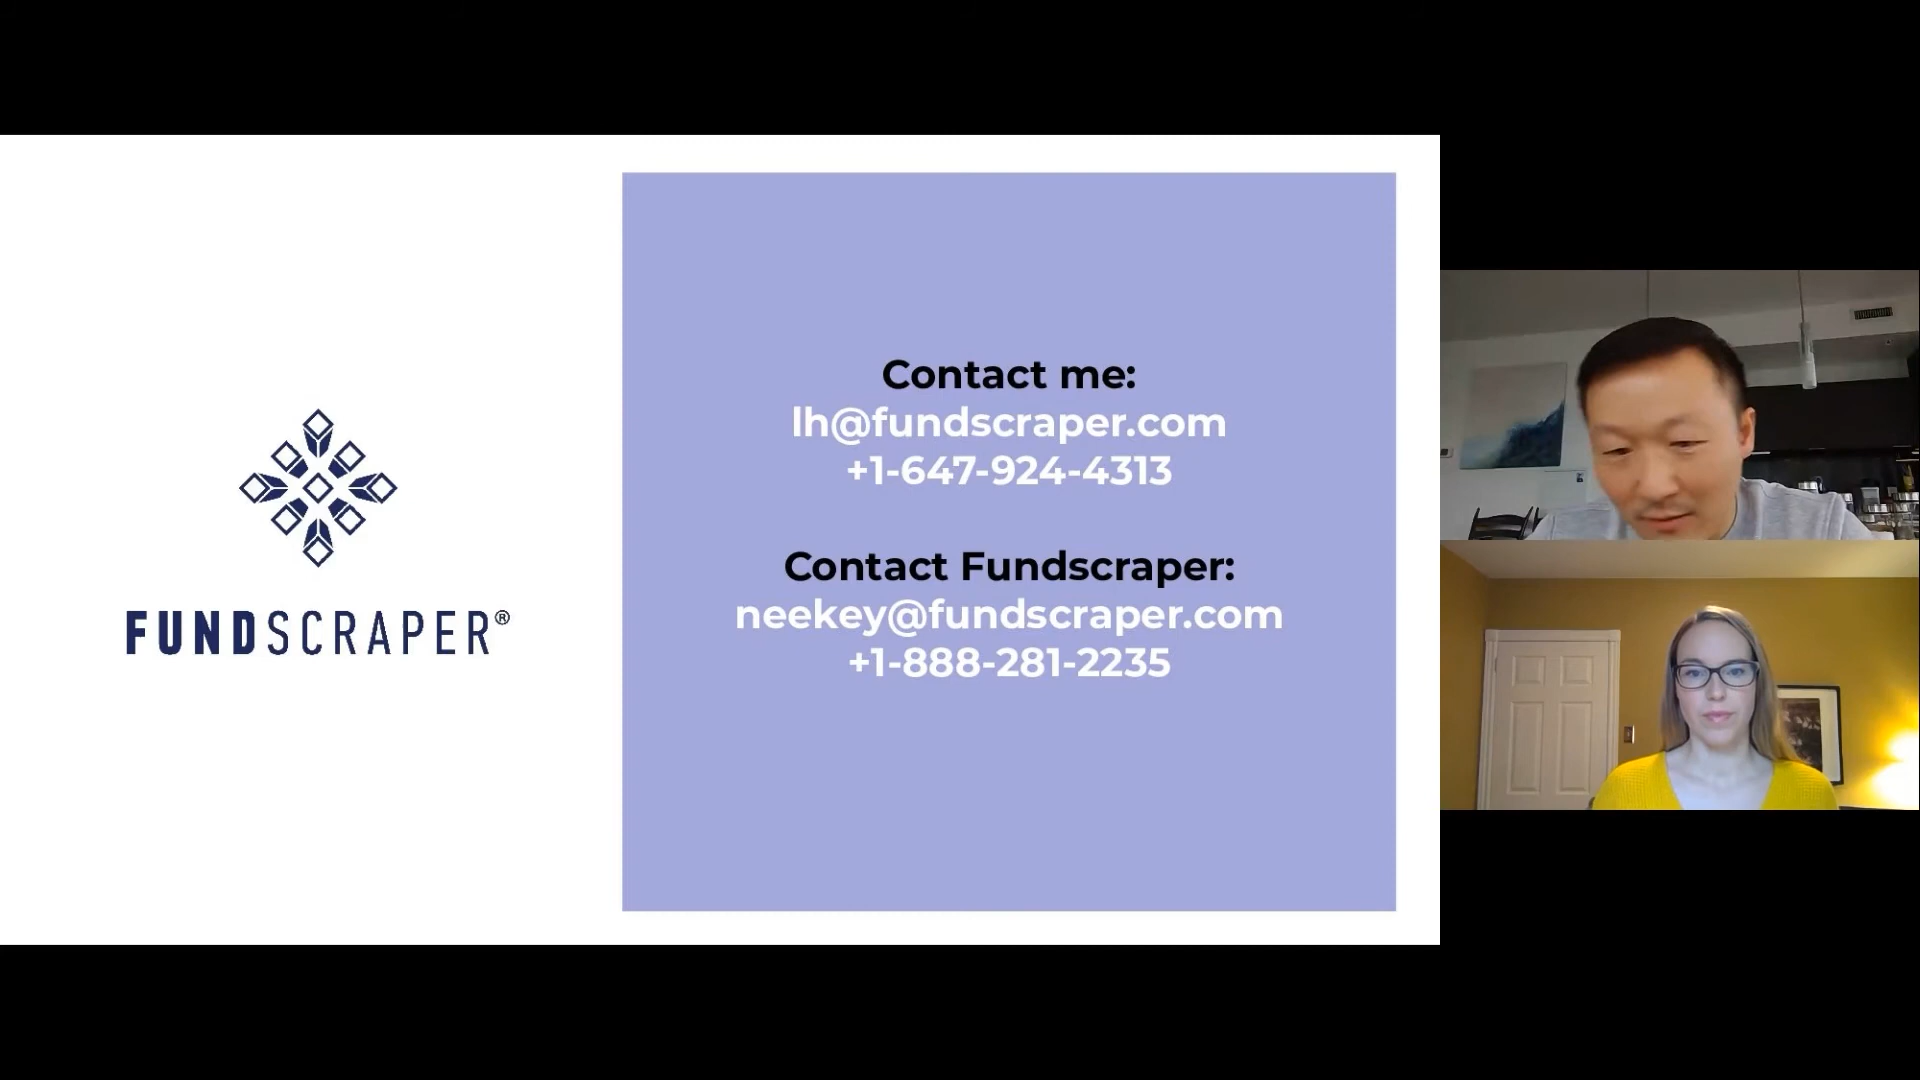 FUNDSCRAPER®
Contact me:
lh@fundscraper.com
+1-647-924-4313
Contact Fundscraper:
neekey@fundscraper.com
+1-888-281-2235